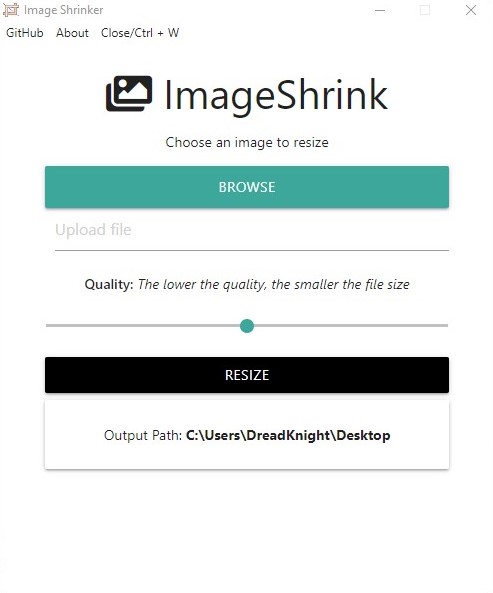 Image Shrinker
GitHub About Close/Ctrl + W
ImageShrink
Choose an image to resize
BROWSE
Upload file
Quality: The lower the quality, the smaller the file size
RESIZE
Output Path: C:\Users\DreadKnight\Desktop